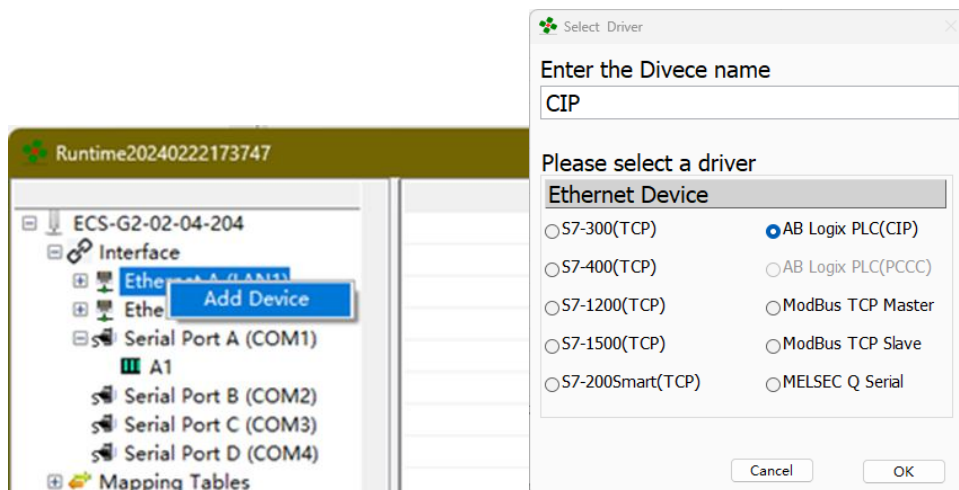 Select Driver
Enter the Divece name
CIP
Please select a driver
Ethernet Device
S7-300(TCP)
AB Logix PLC(CIP)
S7-400(TCP)
AB Logix PLC(PCCC)
S7-1200(TCP)
ModBus TCP Master
S7-1500(TCP)
ModBus TCP Slave
S7-200Smart(TCP)
MELSEC Q Serial
Cancel
OK
Runtime20240222173747
ECS-G2-02-04-204
Interface
Ethernet A (LAN1)
Add Device
Ethe
Serial Port A (COM1)
A1
Serial Port B (COM2)
Serial Port C (COM3)
Serial Port D (COM4)
Mapping Tables